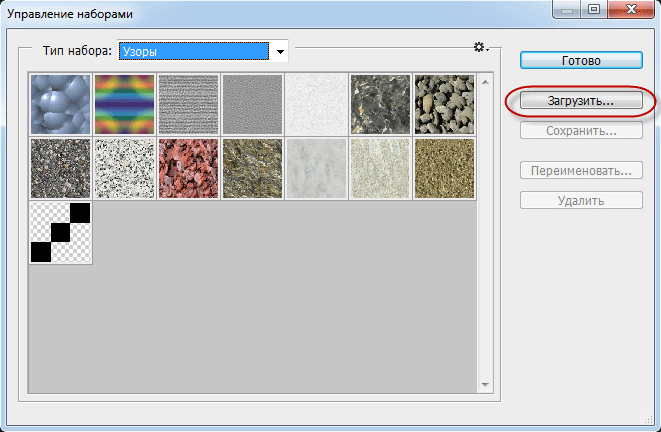 Управление наборами
Тип набора: Узоры
Готово
Загрузить...
Сохранить...
Переименовать...
Удалить